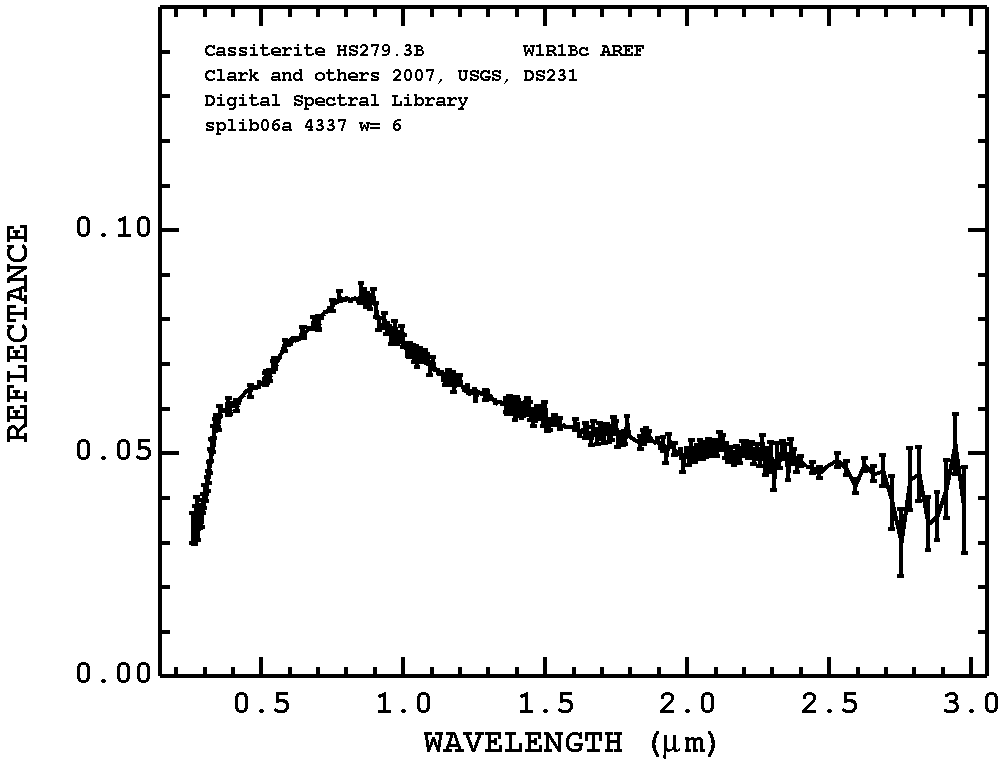 Cassiterite HS279.3B W1R1Bc AREF
Clark and others 2007, USGS, DS231
Digital Spectral Library
splib06a 4337 w= 6
REFLECTANCE
0.10
0.05
0.00
0.5 1.0 1.5 2.0 2.5 3.0
WAVELENGTH (μm)